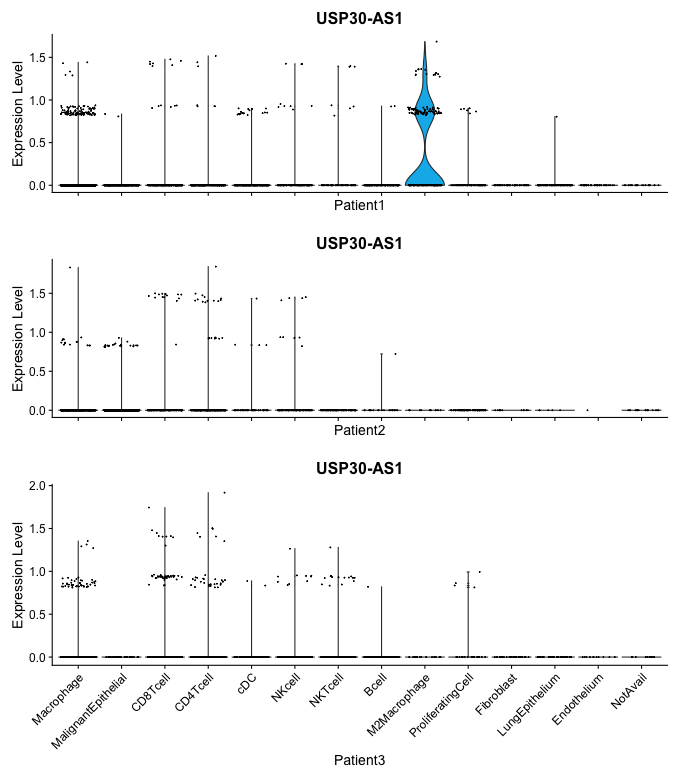 USP30-AS1
Expression Level
1.5
1.0
0.5
0.0
Patient1
USP30-AS1
Expression Level
1.5
1.0
0.5
0.0
Patient2
USP30-AS1
Expression Level
2.0
1.5
1.0
0.5
0.0
Macrophage
MalignantEpithelial
CD8Tcell
CD4Tcell
cDC
NKcell
NKTcell
Bcell
M2Macrophage
ProliferatingCell
Fibroblast
LungEpithelium
Endothelium
NotAvail
Patient3